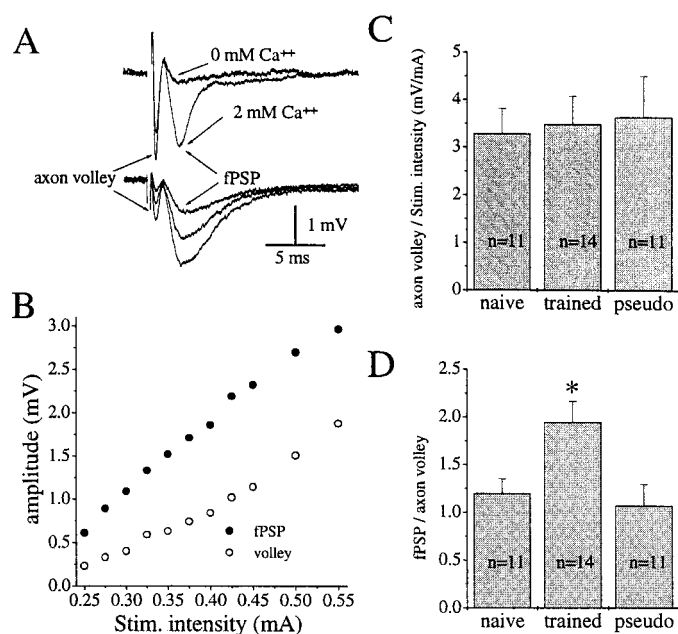 A
0 mM Ca++
2 mM Ca++
axon volley
fPSP
1 mV
5 ms
B
amplitude (mV)
3.0
2.5
2.0
1.5
1.0
0.5
0.0
fPSP
volley
0.25 0.30 0.35 0.40 0.45 0.50 0.55
Stim. intensity (mA)
C
axon volley / Stim. intensity (mV/mA)
5
4
3
2
1
0
n=11 n=14 n=11
naive trained pseudo
D
fPSP / axon volley
2.5
2.0
1.5
1.0
0.5
0.0
*
n=11 n=14 n=11
naive trained pseudo